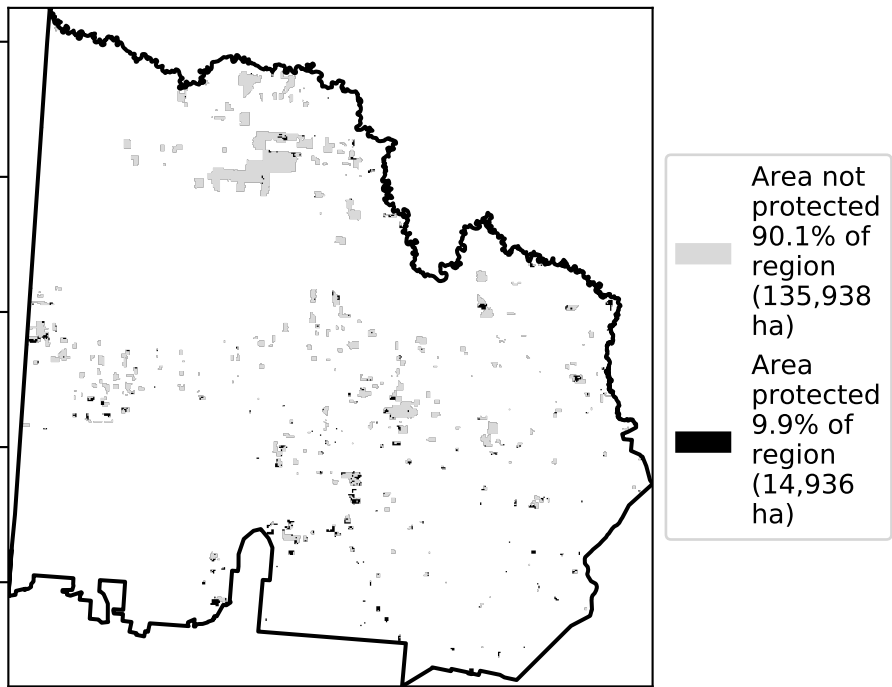 Area not
protected
90.1% of
region
(135,938
ha)
Area
protected
9.9% of
region
(14,936
ha)